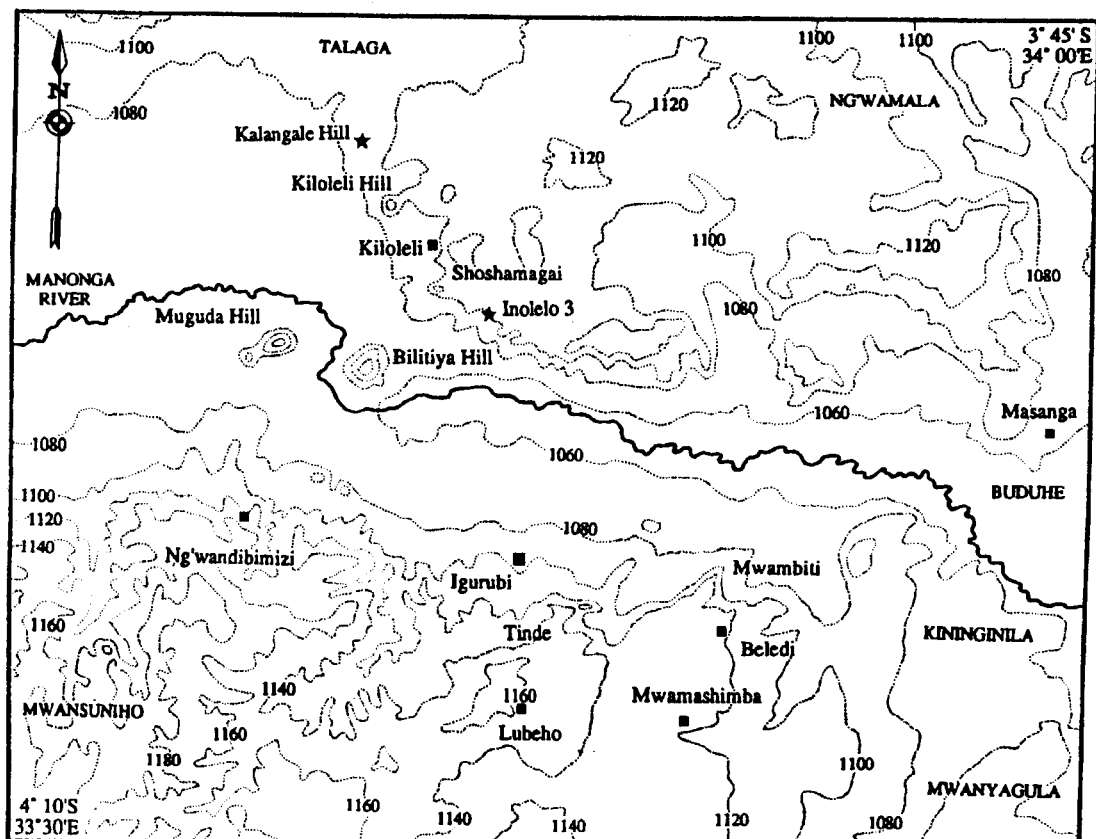 1100
TALAGA
1100
1100
3° 45' S
34° 00'E
N
1080
1120
NG'WAMALA
Kalangale Hill
1120
Kiloleli Hill
Kiloleli
1100
1120
Shoshamagai
1080
MANONGA
RIVER
Inolelo 3
1080
Muguda Hill
Bilitiya Hill
1060
Masanga
1080
1060
1100
BUDUHE
1120
1080
1140
Ng'wandibimizi
Igurubi
Mwambiti
1160
Tinde
KININGINILA
Beledi
1140
1160
Mwamashimba
MWANSUNIHO
1160
Lubeho
1180
1100
MWANYAGULA
4° 10'S
33° 30'E
1160
1140
1140
1120
1080